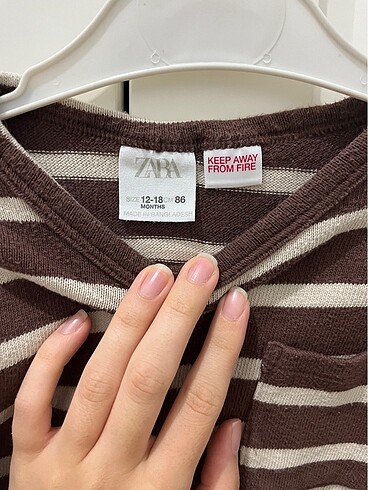 ZARA
SIZE 12-18 CM 86
MONTHS
MADE IN BANGLADESH
KEEP AWAY
FROM FIRE